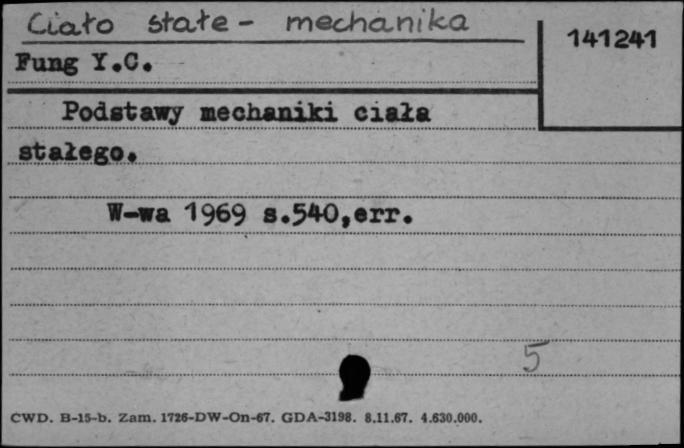 Ciało stałe - mechanika
141241
Fung Y.C.
Podstawy mechaniki ciała
stałego.
W-wa 1969 s.540,err.
5
CWD. B-15-b. Zam. 1726-DW-On-67. GDA-3198. 8.11.67. 4.630.000.